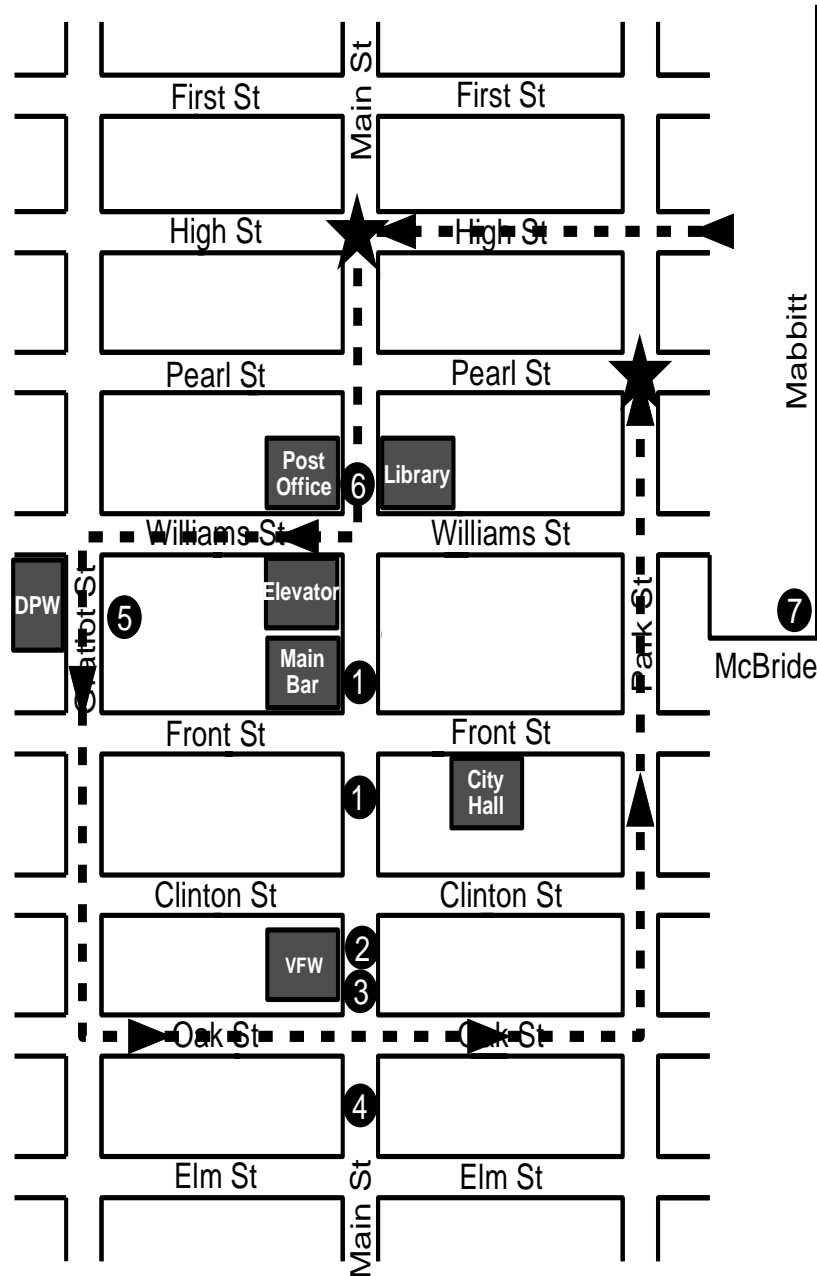 Main St
First St
First St
High St
High St
Mabbitt
Pearl St
Pearl St
Post
Office
6
Library
Williams St
Williams St
DPW
Gratiot St
5
Elevator
Park St
7
Main
Bar
1
McBride
Front St
Front St
1
City
Hall
Clinton St
Clinton St
VFW
2
3
Oak St
Oak St
4
Elm St
Elm St
Main St